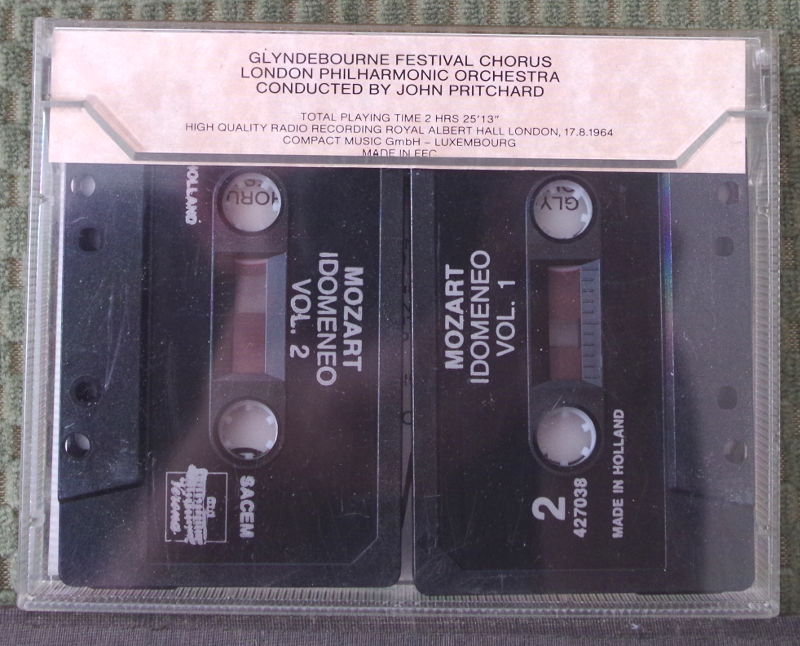 GLYNDEBOURNE FESTIVAL CHORUS
LONDON PHILHARMONIC ORCHESTRA
CONDUCTED BY JOHN PRITCHARD
TOTAL PLAYING TIME 2 HRS 25'13"
HIGH QUALITY RADIO RECORDING ROYAL ALBERT HALL LONDON, 17.8.1964
COMPACT MUSIC GmbH – LUXEMBOURG
MADE IN EEC
HOLLAND
HORU
MOZART
IDOMENEO
VOL. 2
SACEM
GLY
MOZART
IDOMENEO
VOL. 1
2
427038
MADE IN HOLLAND